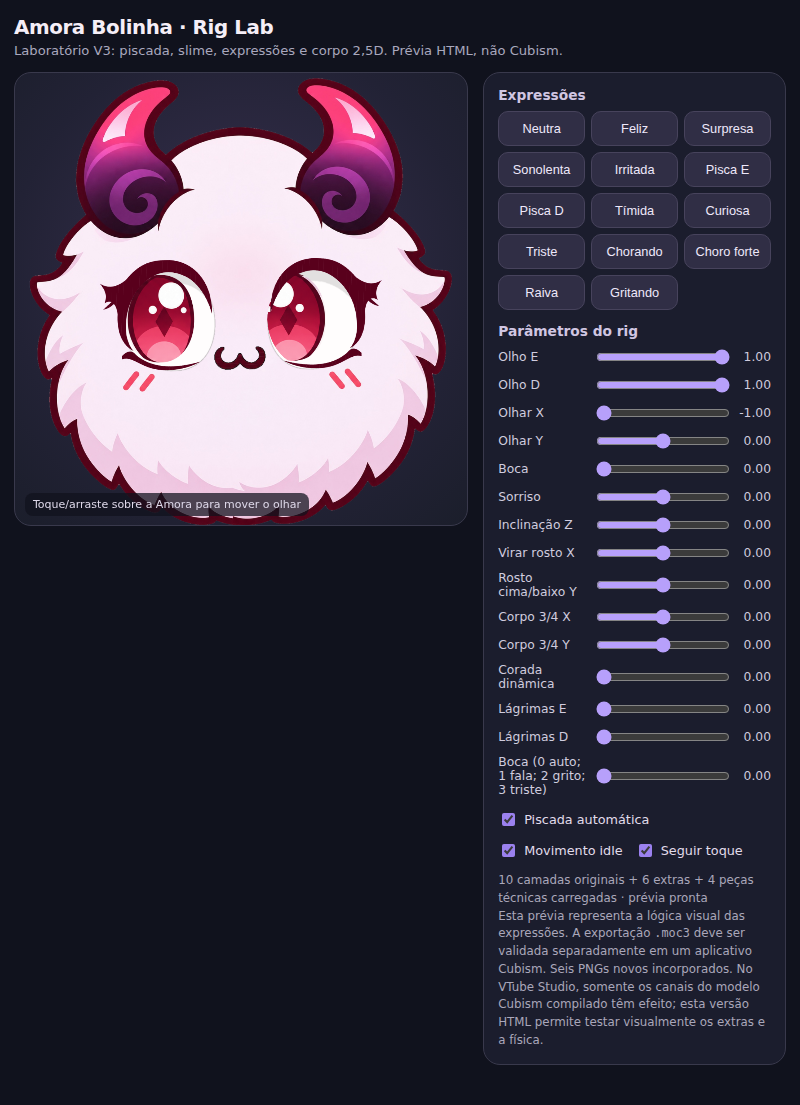 Amora Bolinha · Rig Lab
Laboratório V3: piscada, slime, expressões e corpo 2,5D. Prévia HTML, não Cubism.
Toque/arraste sobre a Amora para mover o olhar
Expressões
Neutra
Feliz
Surpresa
Sonolenta
Irritada
Pisca E
Pisca D
Tímida
Curiosa
Triste
Chorando
Choro forte
Raiva
Gritando
Parâmetros do rig
Olho E 1.00
Olho D 1.00
Olhar X -1.00
Olhar Y 0.00
Boca 0.00
Sorriso 0.00
Inclinação Z 0.00
Virar rosto X 0.00
Rosto
cima/baixo Y 0.00
Corpo 3/4 X 0.00
Corpo 3/4 Y 0.00
Corada
dinâmica 0.00
Lágrimas E 0.00
Lágrimas D 0.00
Boca (0 auto;
1 fala; 2 grito; 0.00
3 triste)
Piscada automática
Movimento idle Seguir toque
10 camadas originais + 6 extras + 4 peças
técnicas carregadas · prévia pronta
Esta prévia representa a lógica visual das
expressões. A exportação .moc3 deve ser
validada separadamente em um aplicativo
Cubism. Seis PNGs novos incorporados. No
VTube Studio, somente os canais do modelo
Cubism compilado têm efeito; esta versão
HTML permite testar visualmente os extras e
a física.